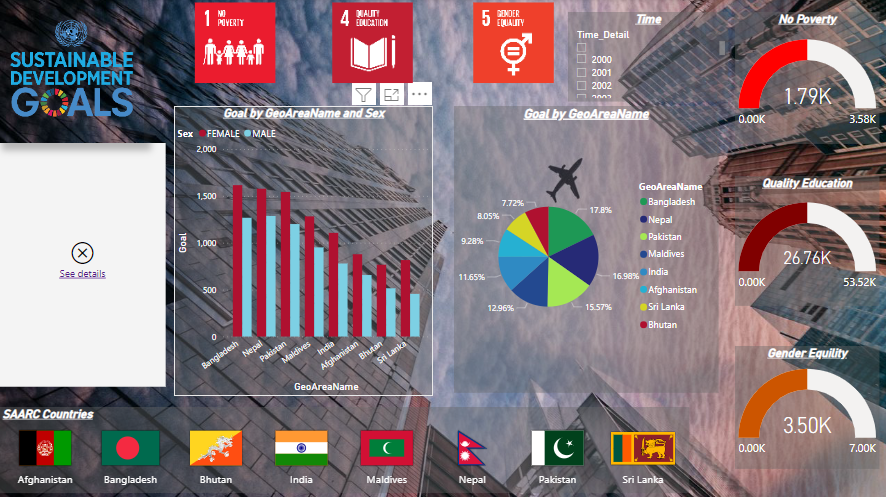 SUSTAINABLE
DEVELOPMENT
GOALS
1 NO
POVERTY
4 QUALITY
EDUCATION
5 GENDER
EQUALITY
Time
Time_Detail
2000
2001
2002
No Poverty
1.79K
0.00K
3.58K
See details
Goal by GeoAreaName and Sex
Sex FEMALE MALE
2,000
1,500
1,000
500
0
Goal
Bangladesh
Nepal
Pakistan
Maldives
India
Afghanistan
Bhutan
Sri Lanka
GeoAreaName
Goal by GeoAreaName
17.8%
16.98%
15.57%
12.96%
11.65%
9.28%
8.05%
7.72%
GeoAreaName
Bangladesh
Nepal
Pakistan
Maldives
India
Afghanistan
Sri Lanka
Bhutan
Quality Education
26.76K
0.00K
53.52K
Gender Equility
3.50K
0.00K
7.00K
SAARC Countries
Afghanistan
Bangladesh
Bhutan
India
Maldives
Nepal
Pakistan
Sri Lanka